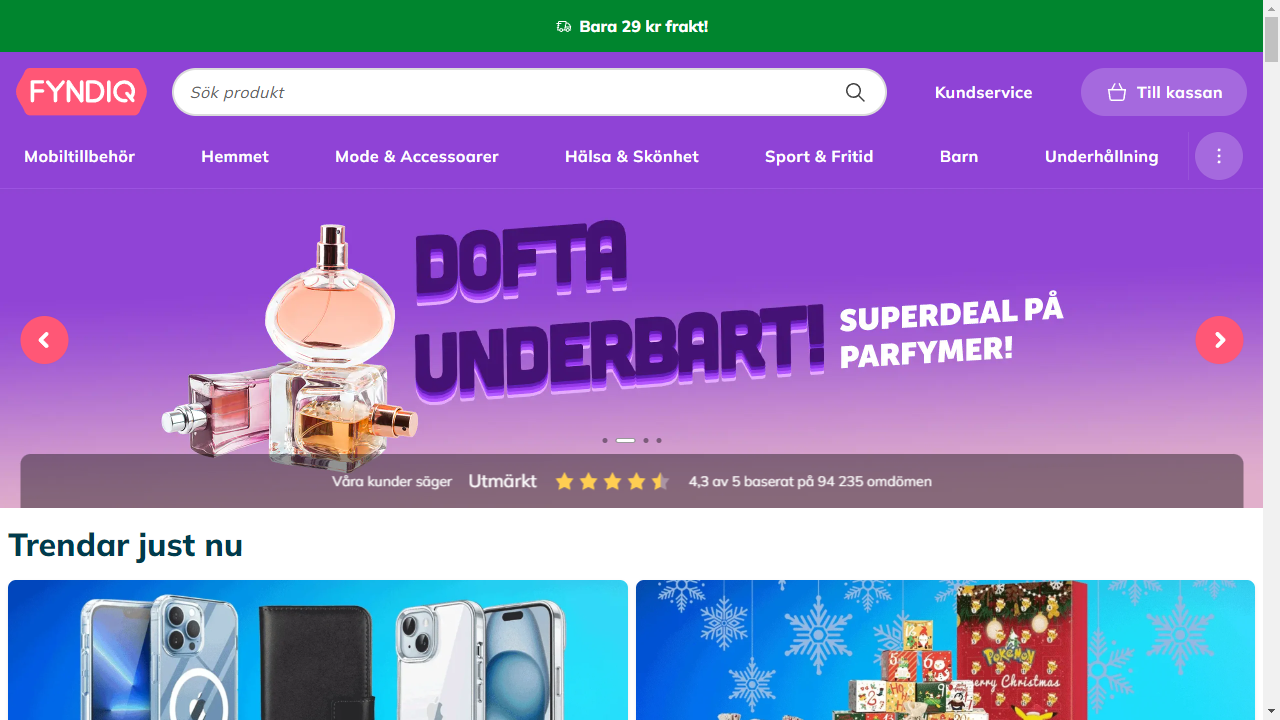 Bara 29 kr frakt!
FYNDIQ
Sök produkt
Kundservice
Till kassan
Mobiltillbehör
Hemmet
Mode & Accessoarer
Hälsa & Skönhet
Sport & Fritid
Barn
Underhållning
DOFTA
UNDERBART!
SUPERDEAL PÅ
PARFYMER!
Våra kunder säger Utmärkt 4,3 av 5 baserat på 94 235 omdömen
Trendar just nu
Pokémon
Merry Christmas